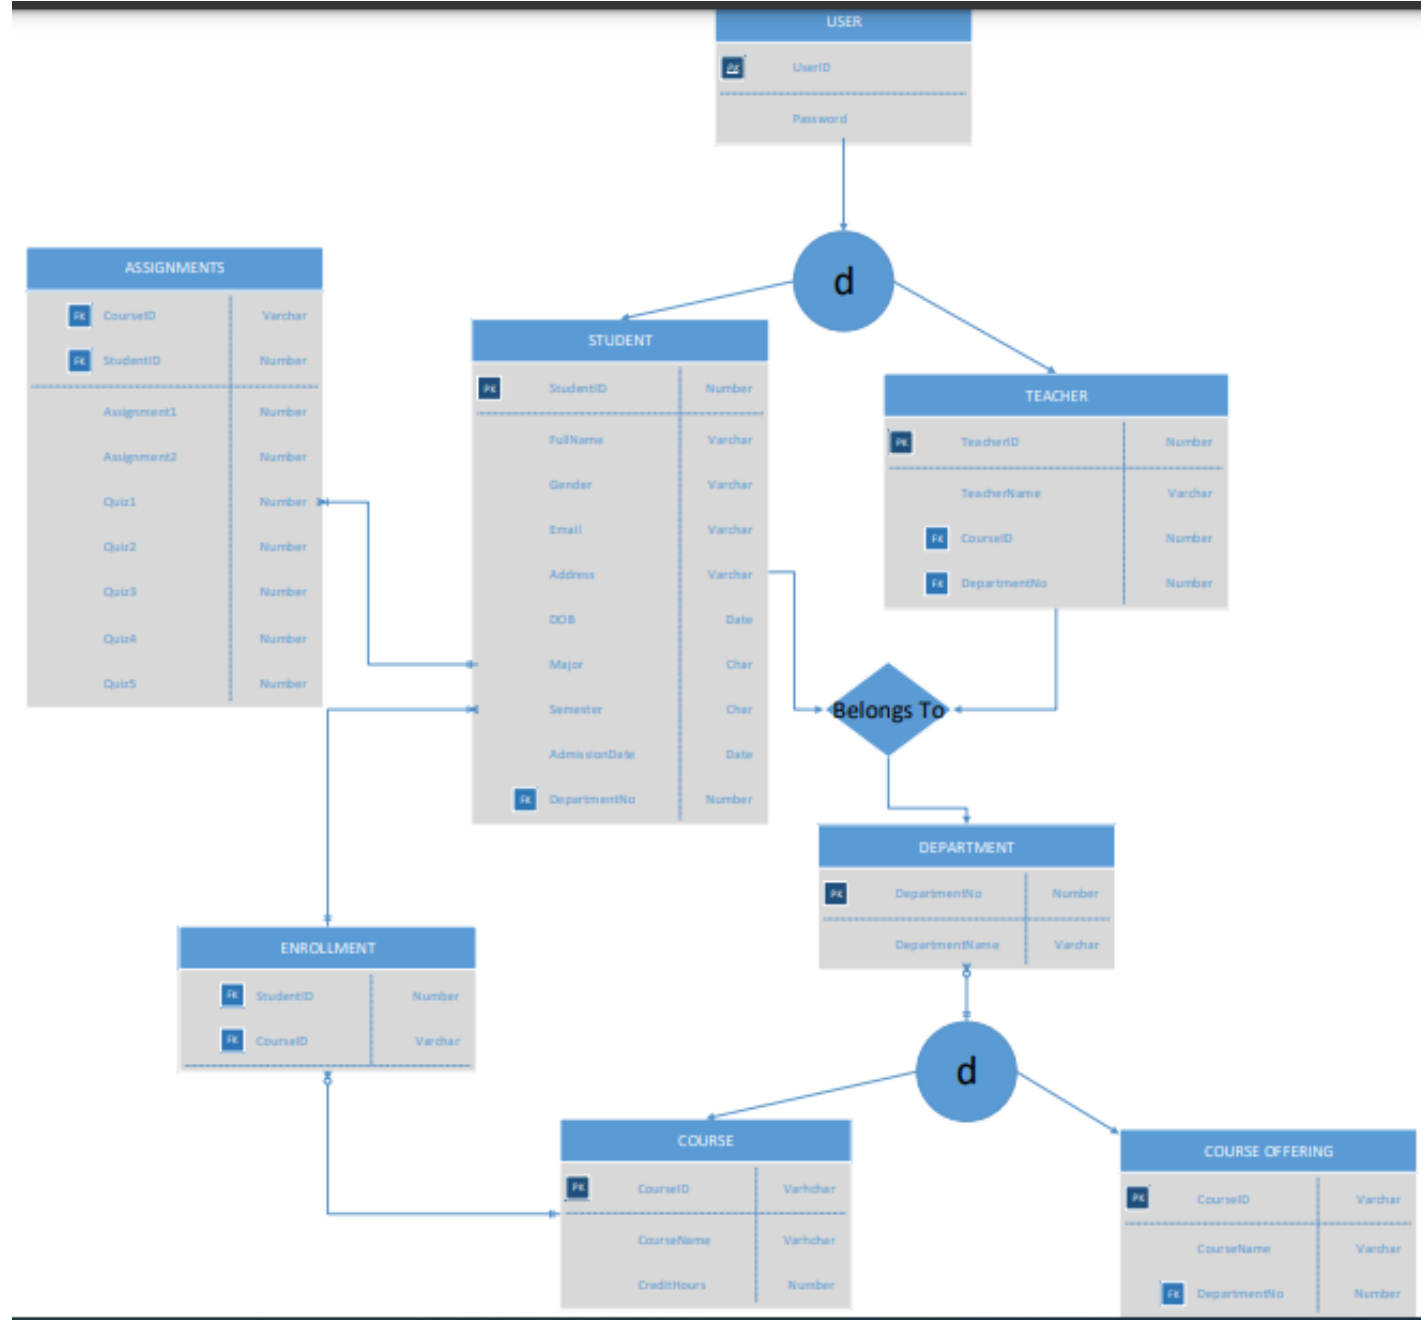 USER
PK UserID
Password
d
ASSIGNMENTS
FK CourseID Varchar
FK StudentID Number
Assignment1 Number
Assignment2 Number
Quiz1 Number
Quiz2 Number
Quiz3 Number
Quiz4 Number
Quiz5 Number
STUDENT
PK StudentID Number
FullName Varchar
Gender Varchar
Email Varchar
Address Varchar
DOB Date
Major Char
Semester Char
AdmissionDate Date
FK DepartmentNo Number
TEACHER
PK TeacherID Number
TeacherName Varchar
FK CourseID Number
FK DepartmentNo Number
Belongs To
DEPARTMENT
PK DepartmentNo Number
DepartmentName Varchar
ENROLLMENT
FK StudentID Number
FK CourseID Varchar
d
COURSE
PK CourseID Varhchar
CourseName Varhchar
CreditHours Number
COURSE OFFERING
PK CourseID Varchar
CourseName Varchar
FK DepartmentNo Number